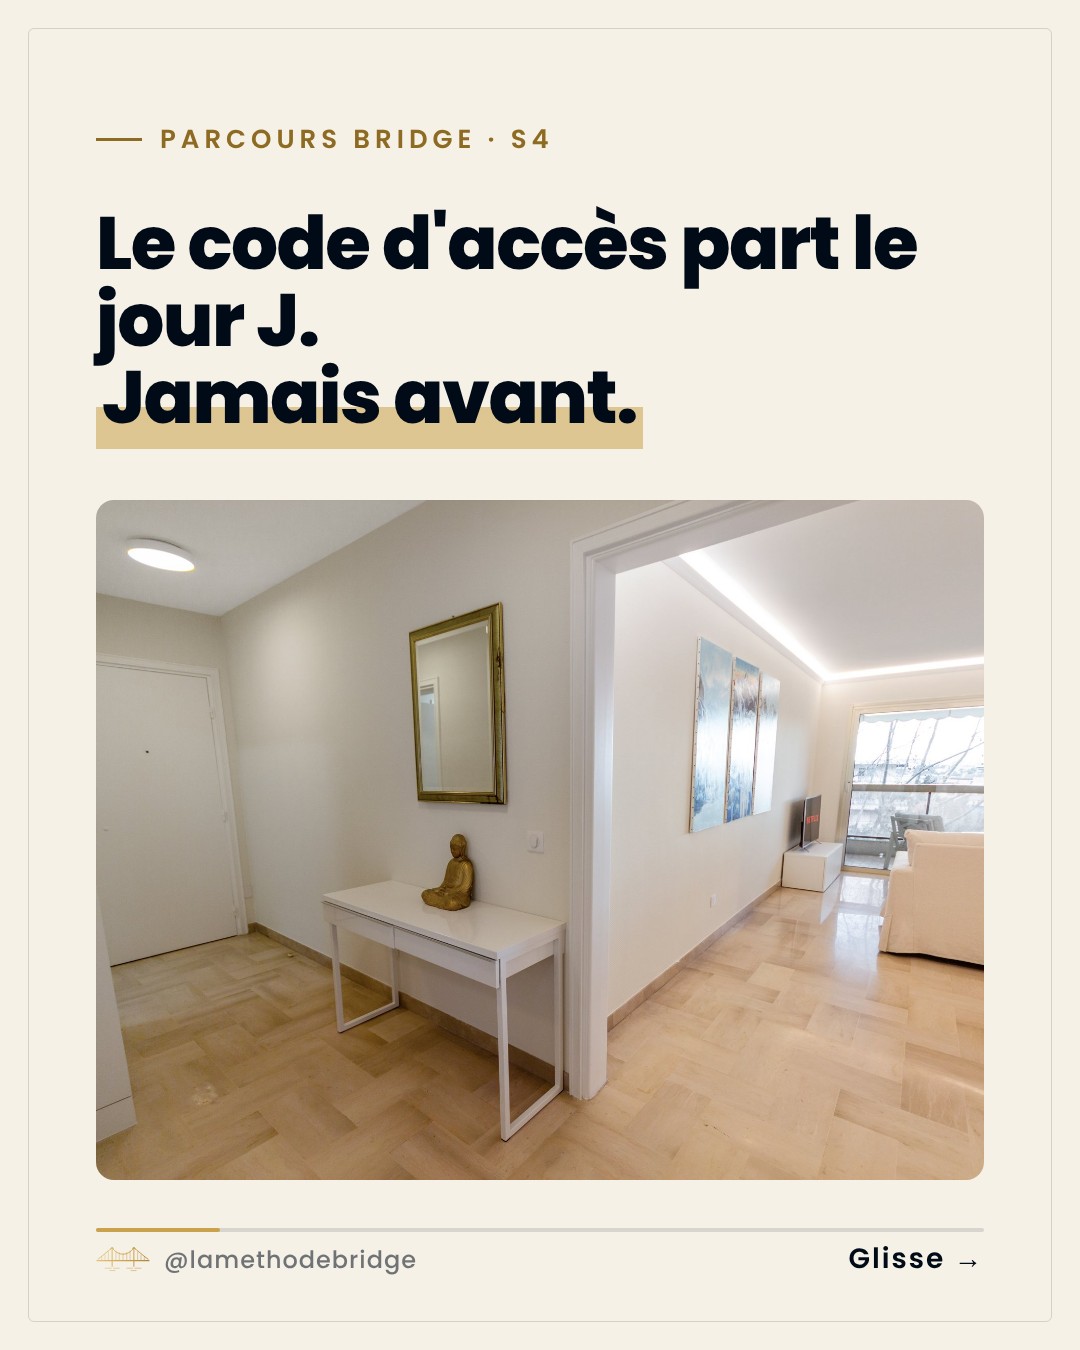 PARCOURS BRIDGE · S4
Le code d'accès part le
jour J.
Jamais avant.
@lamethodebridge
Glisse →